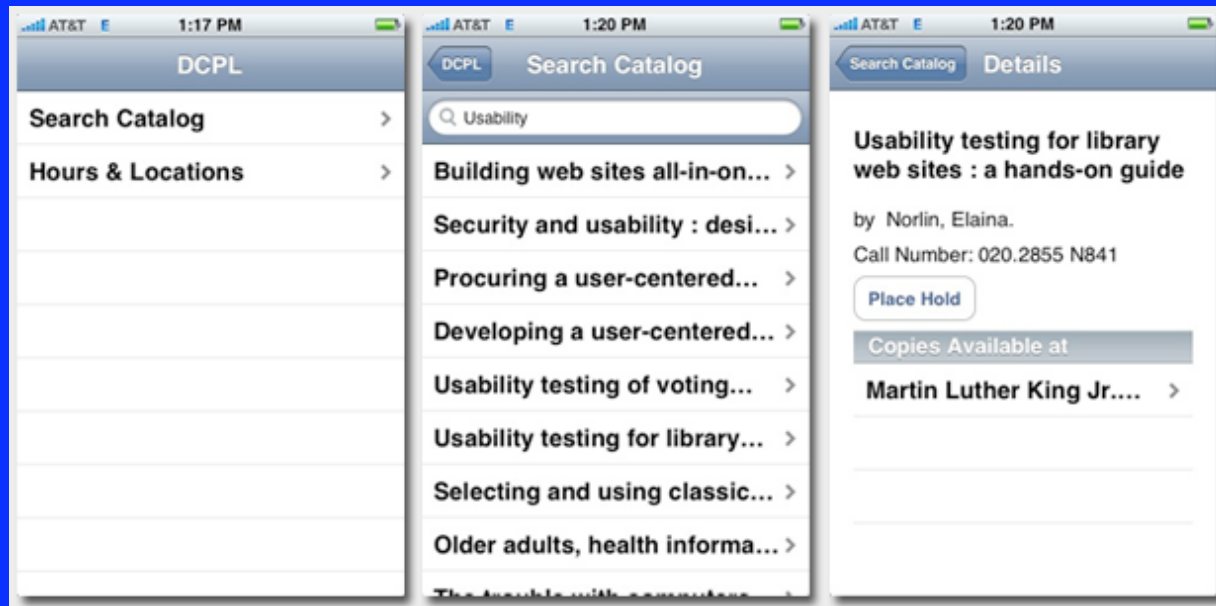 AT&T E 1:17 PM
DCPL
Search Catalog
Hours & Locations
AT&T E 1:20 PM
DCPL Search Catalog
Usability
Building web sites all-in-on...
Security and usability : desi...
Procuring a user-centered...
Developing a user-centered...
Usability testing of voting...
Usability testing for library...
Selecting and using classic...
Older adults, health informa...
The trouble with computers
AT&T E 1:20 PM
Search Catalog Details
Usability testing for library
web sites : a hands-on guide
by Norlin, Elaina.
Call Number: 020.2855 N841
Place Hold
Copies Available at
Martin Luther King Jr....